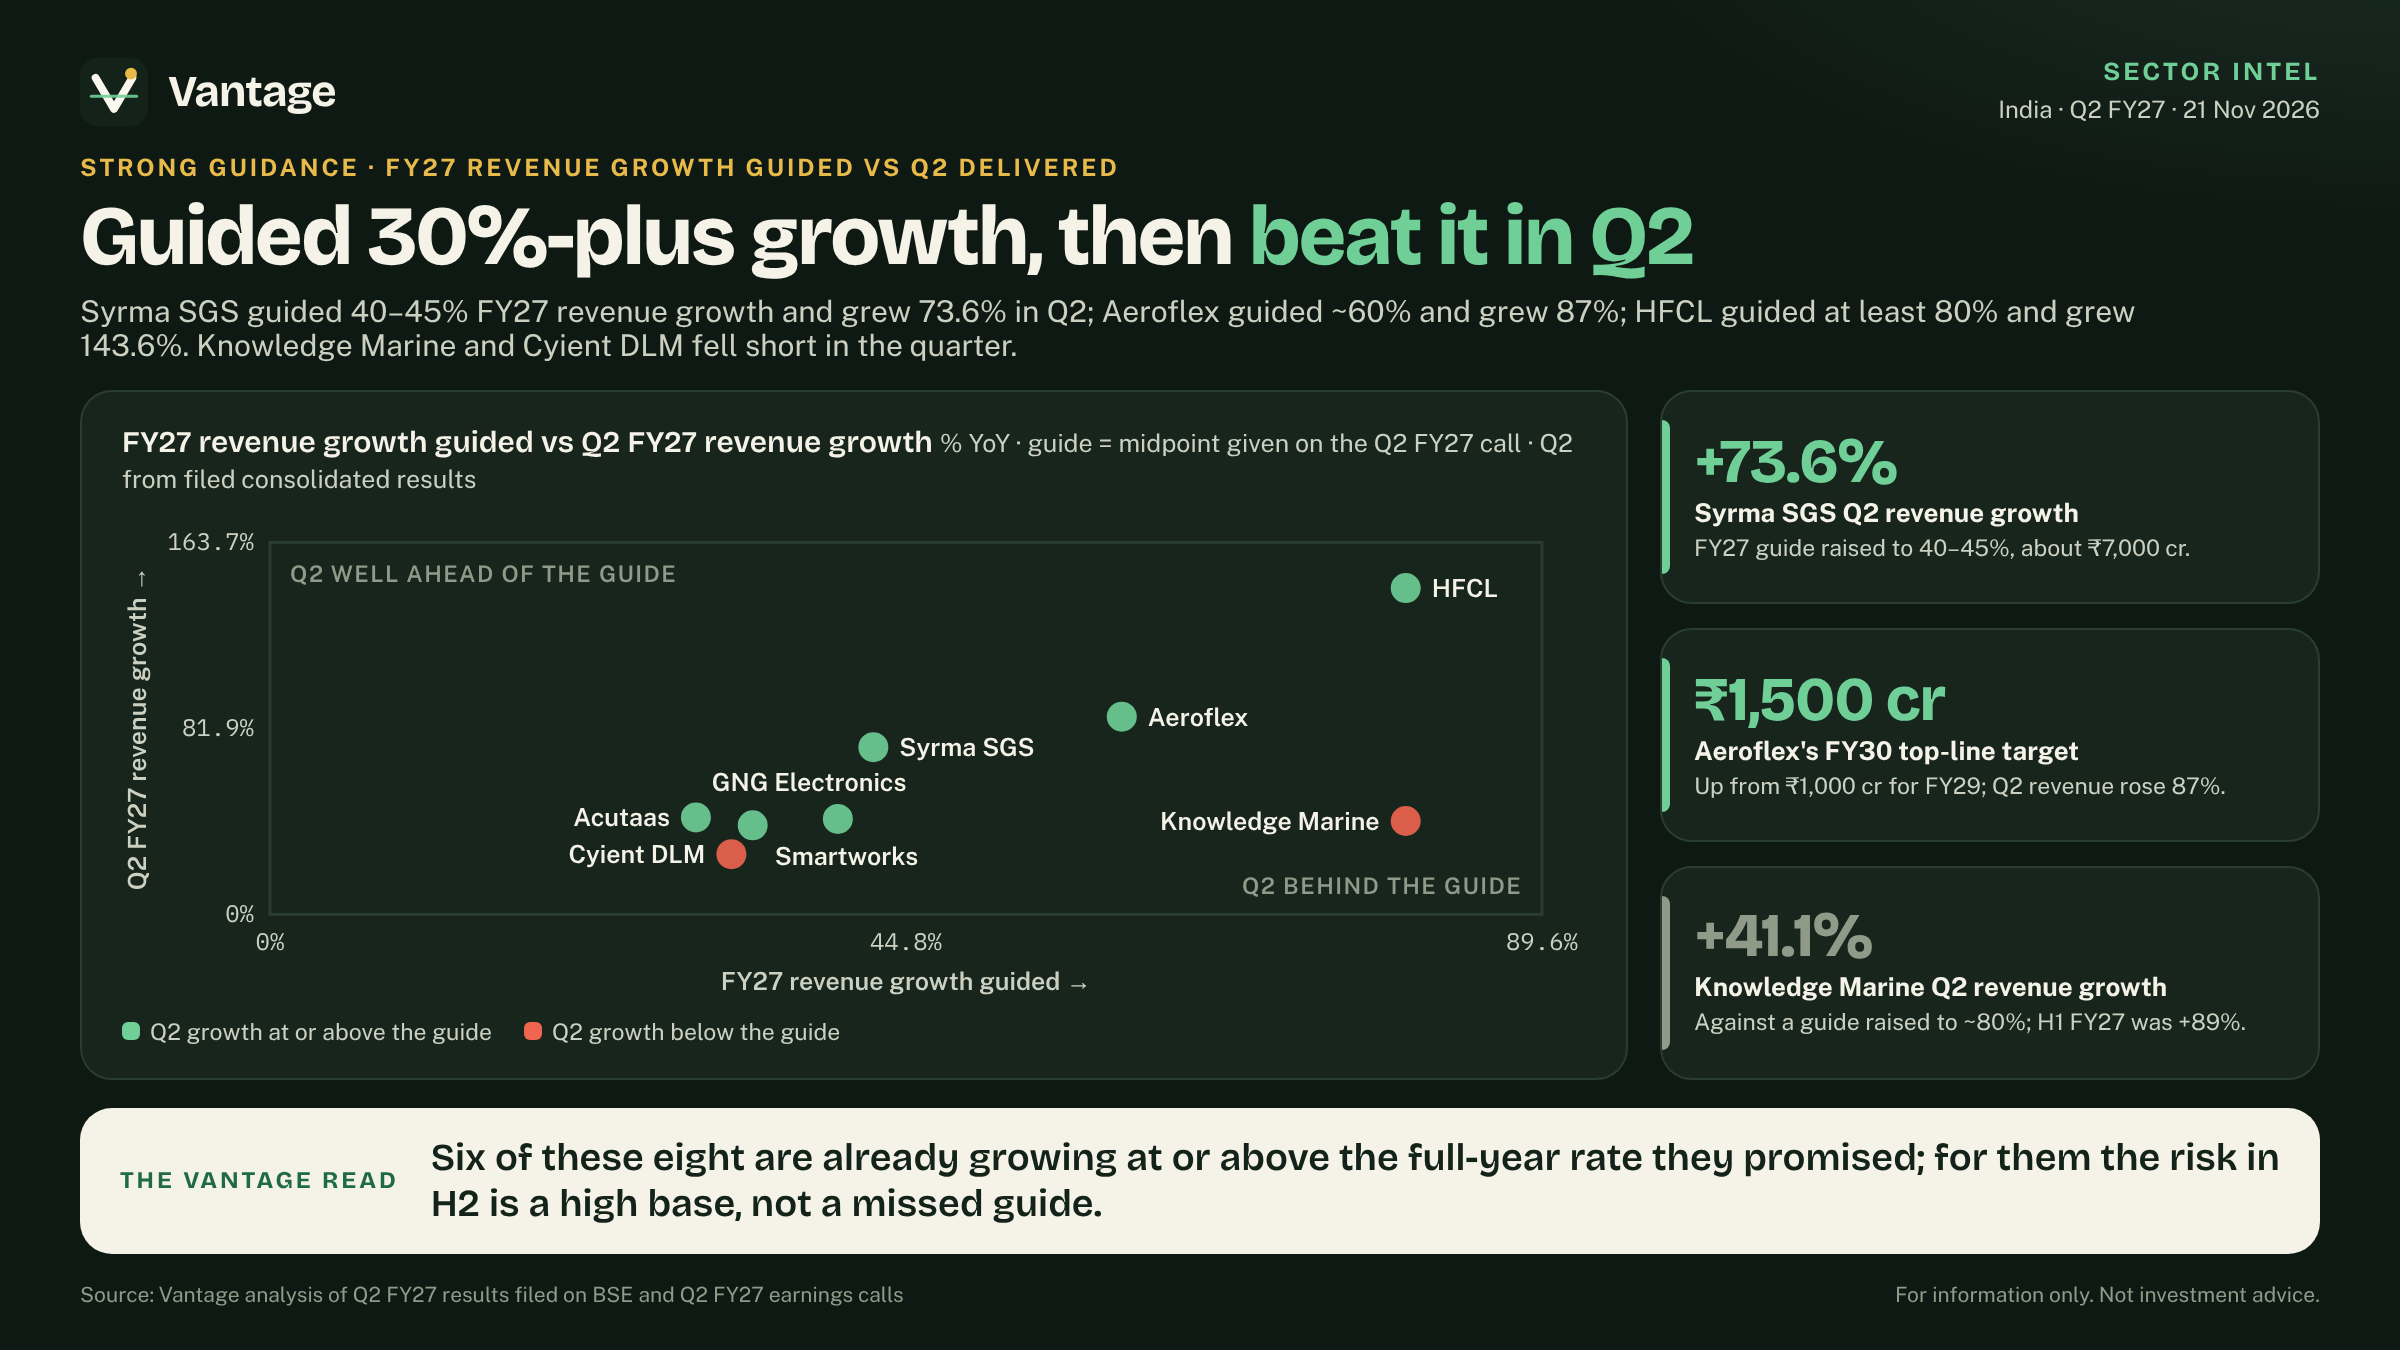 Vantage
SECTOR INTEL
India · Q2 FY27 · 21 Nov 2026
STRONG GUIDANCE · FY27 REVENUE GROWTH GUIDED VS Q2 DELIVERED
Guided 30%-plus growth, then beat it in Q2
Syrma SGS guided 40–45% FY27 revenue growth and grew 73.6% in Q2; Aeroflex guided ~60% and grew 87%; HFCL guided at least 80% and grew
143.6%. Knowledge Marine and Cyient DLM fell short in the quarter.
FY27 revenue growth guided vs Q2 FY27 revenue growth % YoY · guide = midpoint given on the Q2 FY27 call · Q2
from filed consolidated results
Q2 FY27 revenue growth →
163.7%
81.9%
0%
Q2 WELL AHEAD OF THE GUIDE
HFCL
Aeroflex
Syrma SGS
GNG Electronics
Acutaas
Knowledge Marine
Cyient DLM
Smartworks
Q2 BEHIND THE GUIDE
0%
44.8%
89.6%
FY27 revenue growth guided →
Q2 growth at or above the guide
Q2 growth below the guide
+73.6%
Syrma SGS Q2 revenue growth
FY27 guide raised to 40–45%, about ₹7,000 cr.
₹1,500 cr
Aeroflex's FY30 top-line target
Up from ₹1,000 cr for FY29; Q2 revenue rose 87%.
+41.1%
Knowledge Marine Q2 revenue growth
Against a guide raised to ~80%; H1 FY27 was +89%.
THE VANTAGE READ
Six of these eight are already growing at or above the full-year rate they promised; for them the risk in
H2 is a high base, not a missed guide.
Source: Vantage analysis of Q2 FY27 results filed on BSE and Q2 FY27 earnings calls
For information only. Not investment advice.